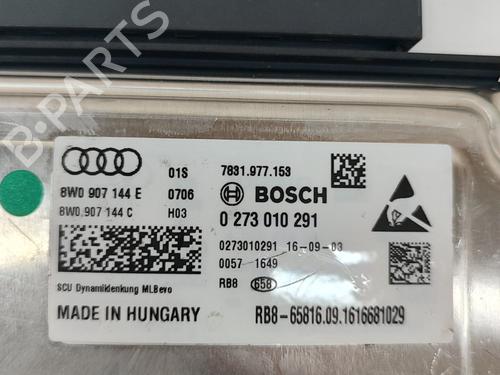 B-PARTS
01S 7831.977.153
8W0 907 144 E 0706 BOSCH
8W0 907 144 C H03 0 273 010 291
0273010291 16-09-03
0057 1649
RB8 658
SCU Dynamiklenkung MLBevo
MADE IN HUNGARY RB8-65816.09.1616681029